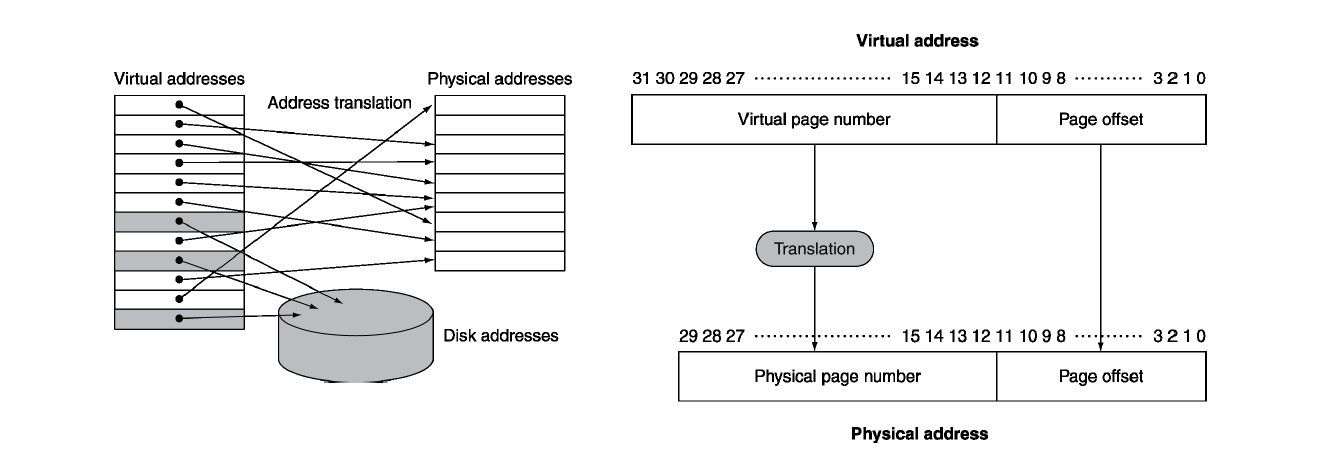 Virtual addresses
Physical addresses
Address translation
Disk addresses
Virtual address
31 30 29 28 27 ····················· 15 14 13 12 11 10 9 8 ·········· 3 2 1 0
Virtual page number
Page offset
Translation
29 28 27 ····················· 15 14 13 12 11 10 9 8 ·········· 3 2 1 0
Physical page number
Page offset
Physical address